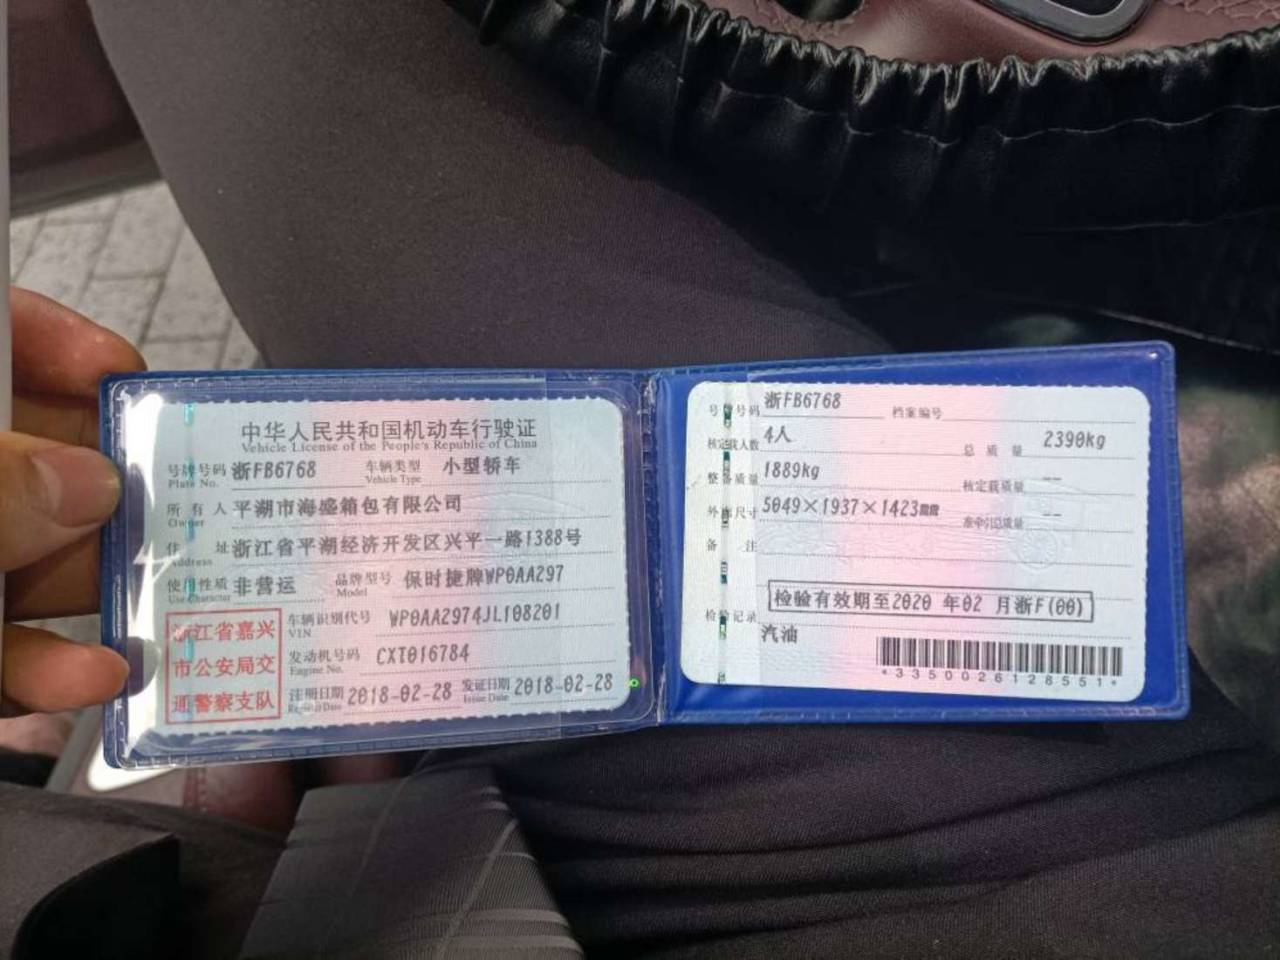 中华人民共和国机动车行驶证
Vehicle License of the People's Republic of China
号牌号码 浙FB6768 车辆类型 小型轿车
Plate No. Vehicle Type
所有人 平湖市海盛箱包有限公司
Owner
住址 浙江省平湖经济开发区兴平一路1388号
Address
使用性质 非营运 品牌型号 保时捷牌WP0AA297
Use Character Model
浙江省嘉兴
市公安局交
通警察支队
车辆识别代号 WP0AA2974JL108201
VIN
发动机号码 CXT016784
Engine No.
注册日期 2018-02-28 发证日期 2018-02-28
Register Date Issue Date
号牌号码 浙FB6768 档案编号
核定载人数 4人 总质量 2390kg
整备质量 1889kg 核定载质量 --
外廓尺寸 5049×1937×1423mm 准牵引总质量 --
备注
检验记录 检验有效期至2020年02月浙F(00)
汽油
*3350026128551*